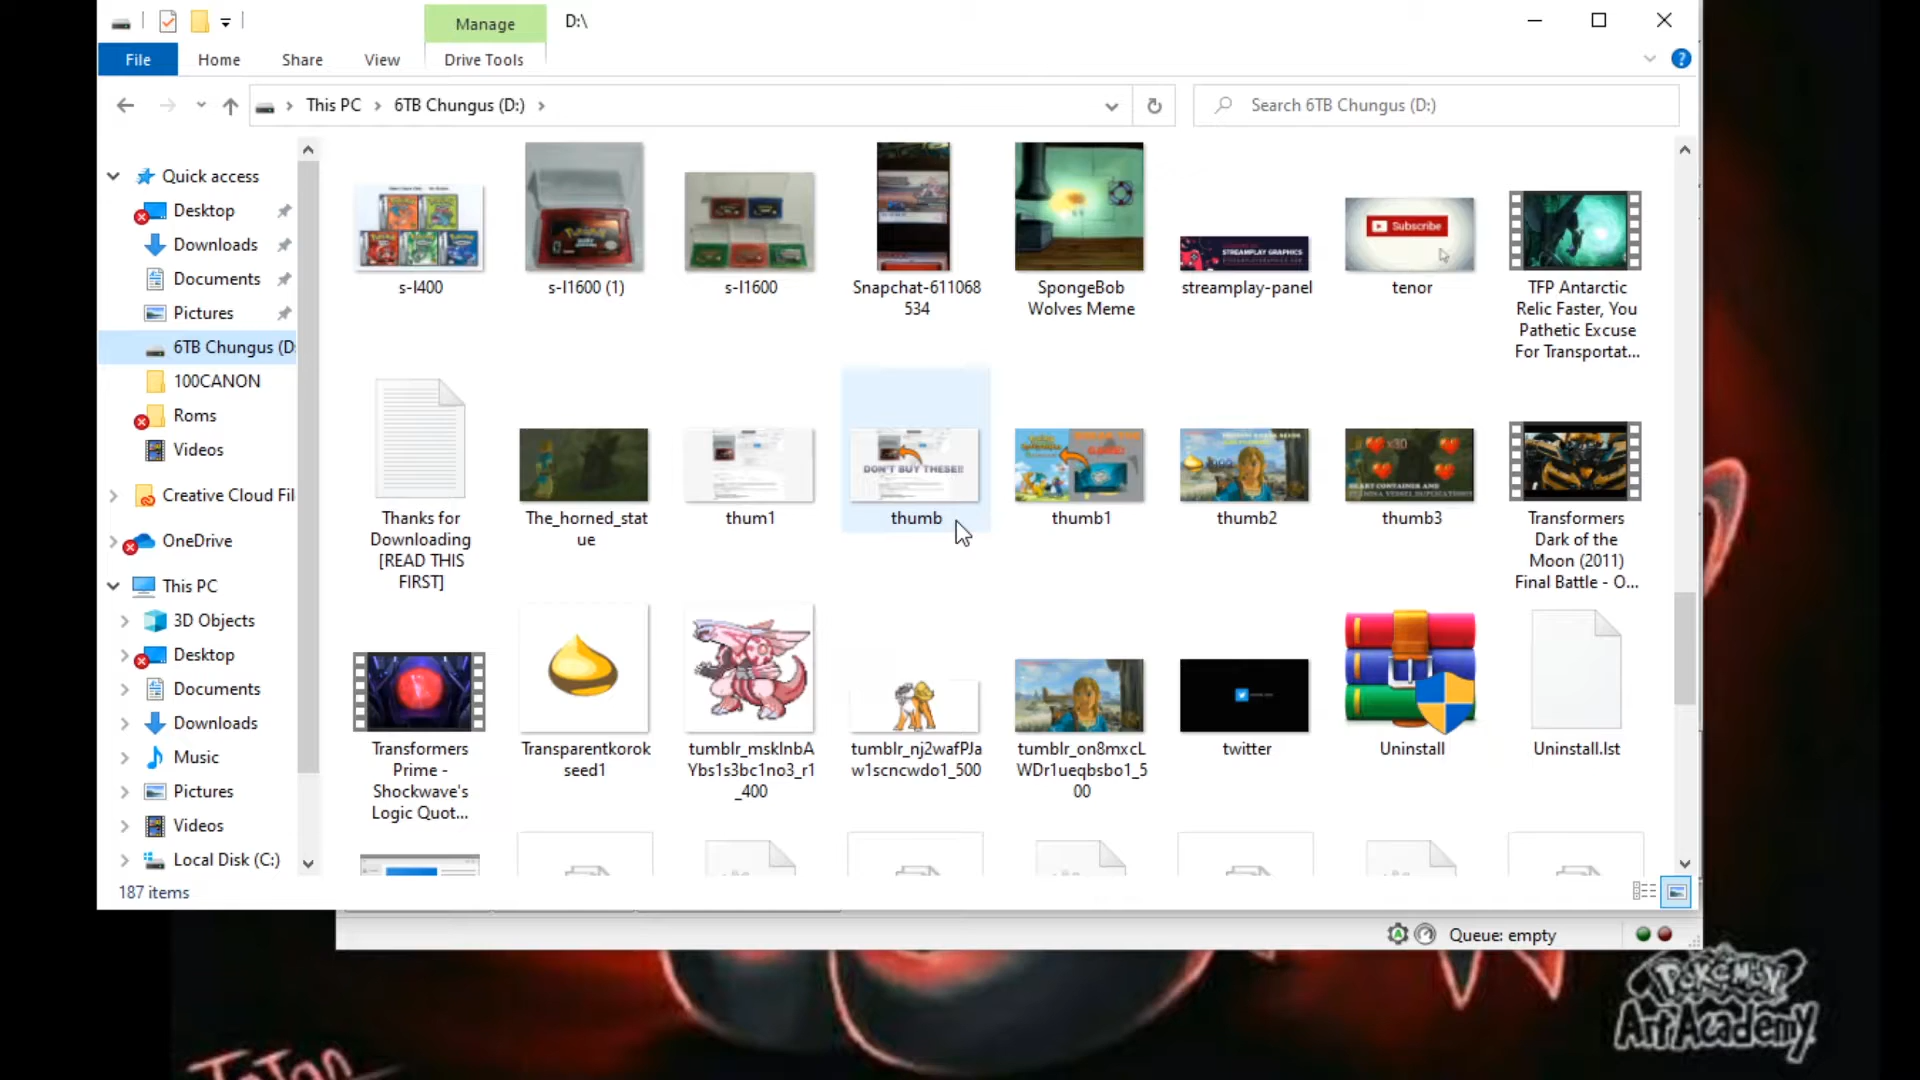 Manage
D:\
File
Home
Share
View
Drive Tools
This PC
6TB Chungus (D:)
Search 6TB Chungus (D:)
Quick access
Desktop
Downloads
Documents
Pictures
6TB Chungus (D:
100CANON
Roms
Videos
Creative Cloud Fil
OneDrive
This PC
3D Objects
Desktop
Documents
Downloads
Music
Pictures
Videos
Local Disk (C:)
s-l400
s-l1600 (1)
s-l1600
Snapchat-611068
534
SpongeBob
Wolves Meme
STREAMPLAY GRAPHICS
streamplay-panel
Subscribe
tenor
TFP Antarctic
Relic Faster, You
Pathetic Excuse
For Transportat...
Thanks for
Downloading
[READ THIS
FIRST]
The_horned_stat
ue
thum1
DON'T BUY THESE!!
thumb
thumb1
thumb2
x30
thumb3
Transformers
Dark of the
Moon (2011)
Final Battle - O...
Transformers
Prime -
Shockwave's
Logic Quot...
Transparentkorok
seed1
tumblr_msklnbA
Ybs1s3bc1no3_r1
_400
tumblr_nj2wafPJa
w1scncwdo1_500
tumblr_on8mxcL
WDr1ueqbsbo1_5
00
twitter
Uninstall
Uninstall.lst
187 items
Queue: empty
POKéMON
Art Academy